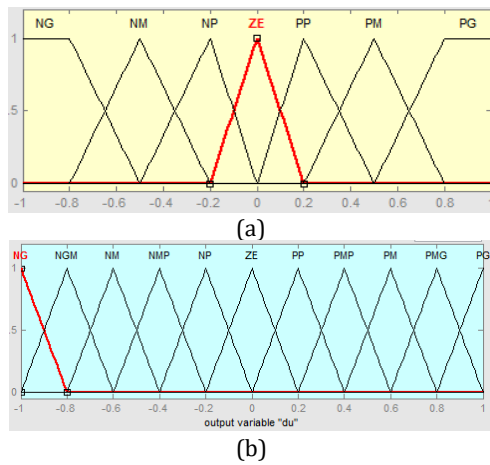 NG NM NP ZE PP PM PG
1
.5
0
-1 -0.8 -0.6 -0.4 -0.2 0 0.2 0.4 0.6 0.8 1
(a)
NG NGM NM NMP NP ZE PP PMP PM PMG PG
1
.5
0
-1 -0.8 -0.6 -0.4 -0.2 0 0.2 0.4 0.6 0.8 1
output variable "du"
(b)